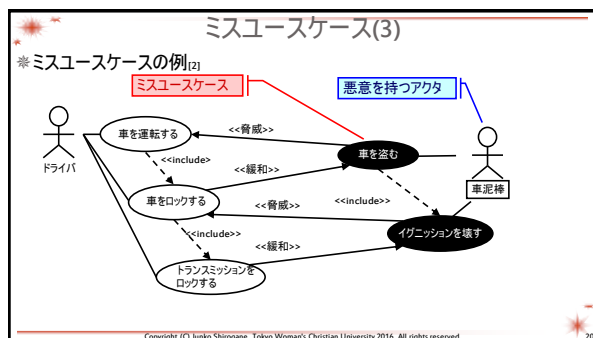 ミスユースケース(3)
ミスユースケースの例[2]
ミスユースケース
悪意を持つアクタ
車を運転する
<<脅威>>
車を盗む
ドライバ
<<include>>
<<緩和>>
車泥棒
車をロックする
<<脅威>>
<<include>>
<<include>>
イグニッションを壊す
<<緩和>>
トランスミッションを
ロックする
Copyright (C) Junko Shirogane, Tokyo Woman's Christian University 2016, All rights reserved.
20